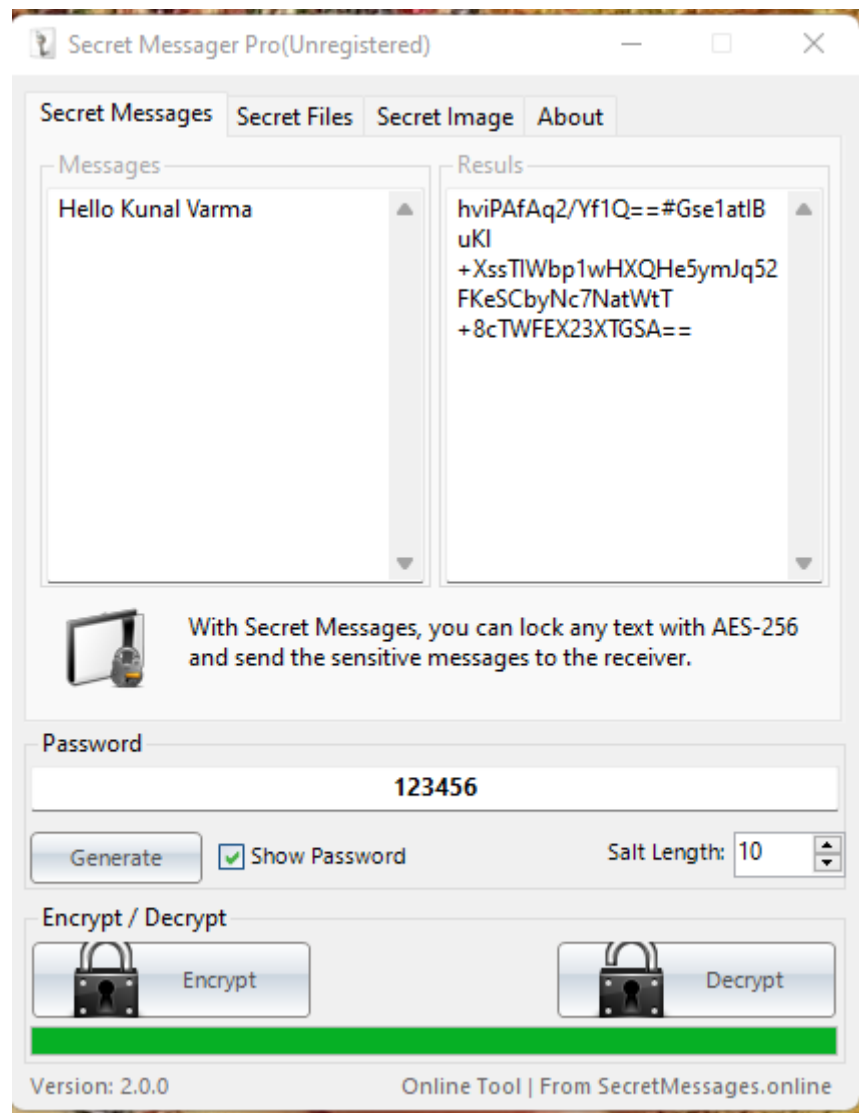 Secret Messager Pro(Unregistered)
Secret Messages Secret Files Secret Image About
Messages
Hello Kunal Varma
Resuls
hviPAfAq2/Yf1Q==#Gse1atlB
uKl
+XssTlWbp1wHXQHe5ymJq52
FKeSCbyNc7NatWtT
+8cTWFEX23XTGSA==
With Secret Messages, you can lock any text with AES-256
and send the sensitive messages to the receiver.
Password
123456
Generate Show Password Salt Length: 10
Encrypt / Decrypt
Encrypt Decrypt
Version: 2.0.0 Online Tool | From SecretMessages.online